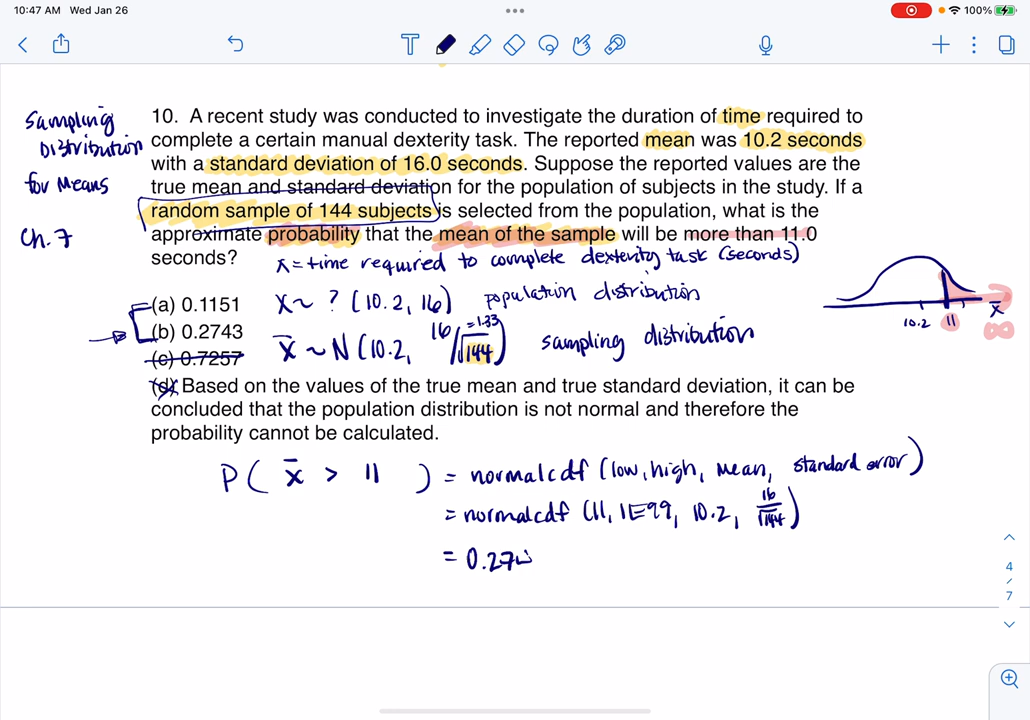 10:47 AM Wed Jan 26
100%
Sampling
Distribution
for Means
Ch. 7
10. A recent study was conducted to investigate the duration of time required to
complete a certain manual dexterity task. The reported mean was 10.2 seconds
with a standard deviation of 16.0 seconds. Suppose the reported values are the
true mean and standard deviation for the population of subjects in the study. If a
random sample of 144 subjects is selected from the population, what is the
approximate probability that the mean of the sample will be more than 11.0
seconds?
x = time required to complete dexterity task (seconds)
(a) 0.1151
x ~ ? (10.2, 16) population distribution
(b) 0.2743
x̄ ~ N (10.2, 16/√144 = 1.33) sampling distribution
(c) 0.7257
10.2 11 x̄
∞
(d) Based on the values of the true mean and true standard deviation, it can be
concluded that the population distribution is not normal and therefore the
probability cannot be calculated.
P( x̄ > 11 ) = normalcdf (low, high, mean, standard error)
= normalcdf (11, 1E99, 10.2, 16/√144)
= 0.27
4
/
7